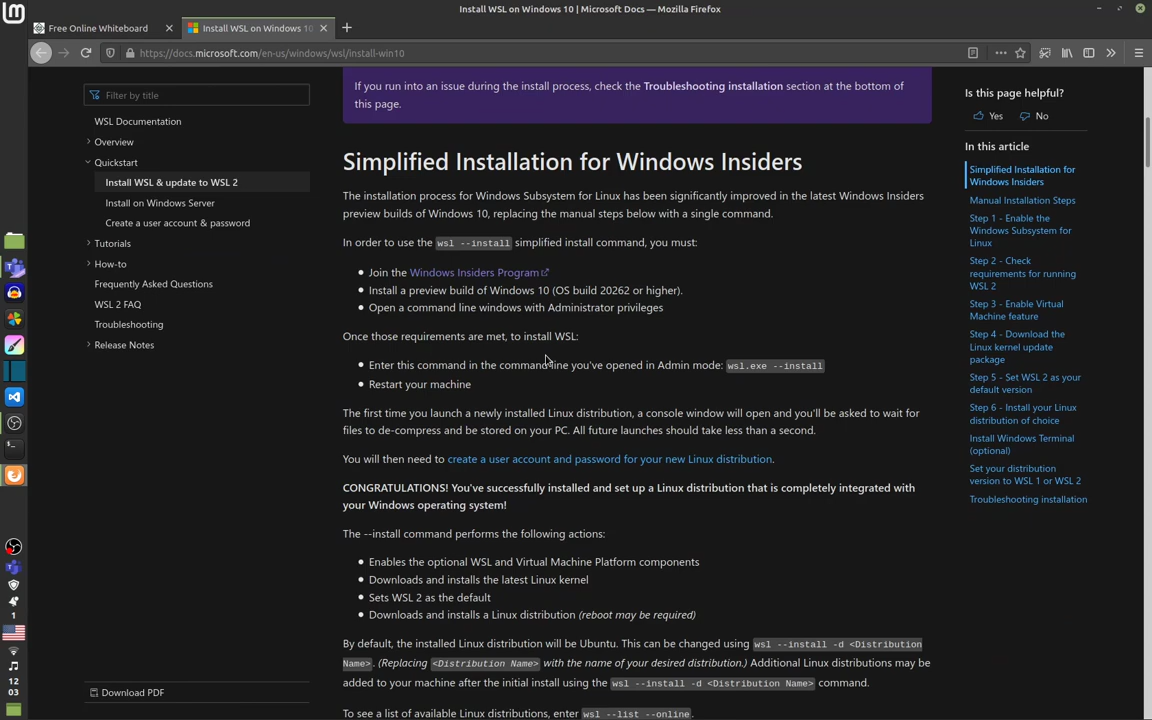 Install WSL on Windows 10 | Microsoft Docs — Mozilla Firefox
Free Online Whiteboard
Install WSL on Windows 10
https://docs.microsoft.com/en-us/windows/wsl/install-win10
Filter by title
WSL Documentation
Overview
Quickstart
Install WSL & update to WSL 2
Install on Windows Server
Create a user account & password
Tutorials
How-to
Frequently Asked Questions
WSL 2 FAQ
Troubleshooting
Release Notes
Download PDF
If you run into an issue during the install process, check the Troubleshooting installation section at the bottom of
this page.
Simplified Installation for Windows Insiders
The installation process for Windows Subsystem for Linux has been significantly improved in the latest Windows Insiders
preview builds of Windows 10, replacing the manual steps below with a single command.
In order to use the wsl --install simplified install command, you must:
Join the Windows Insiders Program
Install a preview build of Windows 10 (OS build 20262 or higher).
Open a command line windows with Administrator privileges
Once those requirements are met, to install WSL:
Enter this command in the command line you've opened in Admin mode: wsl.exe --install
Restart your machine
The first time you launch a newly installed Linux distribution, a console window will open and you'll be asked to wait for
files to de-compress and be stored on your PC. All future launches should take less than a second.
You will then need to create a user account and password for your new Linux distribution.
CONGRATULATIONS! You've successfully installed and set up a Linux distribution that is completely integrated with
your Windows operating system!
The --install command performs the following actions:
Enables the optional WSL and Virtual Machine Platform components
Downloads and installs the latest Linux kernel
Sets WSL 2 as the default
Downloads and installs a Linux distribution (reboot may be required)
By default, the installed Linux distribution will be Ubuntu. This can be changed using wsl --install -d <Distribution
Name>. (Replacing <Distribution Name> with the name of your desired distribution.) Additional Linux distributions may be
added to your machine after the initial install using the wsl --install -d <Distribution Name> command.
To see a list of available Linux distributions, enter wsl --list --online.
Is this page helpful?
Yes
No
In this article
Simplified Installation for
Windows Insiders
Manual Installation Steps
Step 1 - Enable the
Windows Subsystem for
Linux
Step 2 - Check
requirements for running
WSL 2
Step 3 - Enable Virtual
Machine feature
Step 4 - Download the
Linux kernel update
package
Step 5 - Set WSL 2 as your
default version
Step 6 - Install your Linux
distribution of choice
Install Windows Terminal
(optional)
Set your distribution
version to WSL 1 or WSL 2
Troubleshooting installation
1
12
03